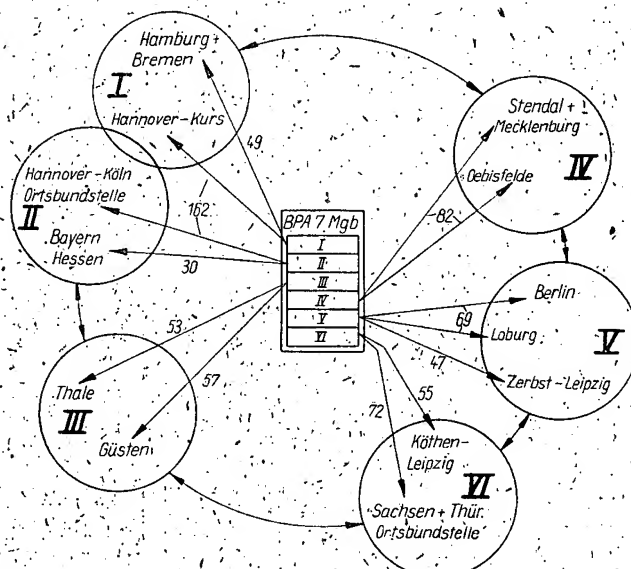 Hamburg +
Bremen
I
Hannover-Kurs
49
Hannover-Köln
Ortsbundstelle
II
Bayern
Hessen
162
30
BPA 7 Mgb
I
II
III
IV
V
VI
Stendal +
Mecklenburg
Oebisfelde
IV
82
Berlin
69
Loburg
V
47
Zerbst-Leipzig
53
57
Thale
III
Güsten
72
55
Köthen-
Leipzig
VI
Sachsen + Thür.
Ortsbundstelle